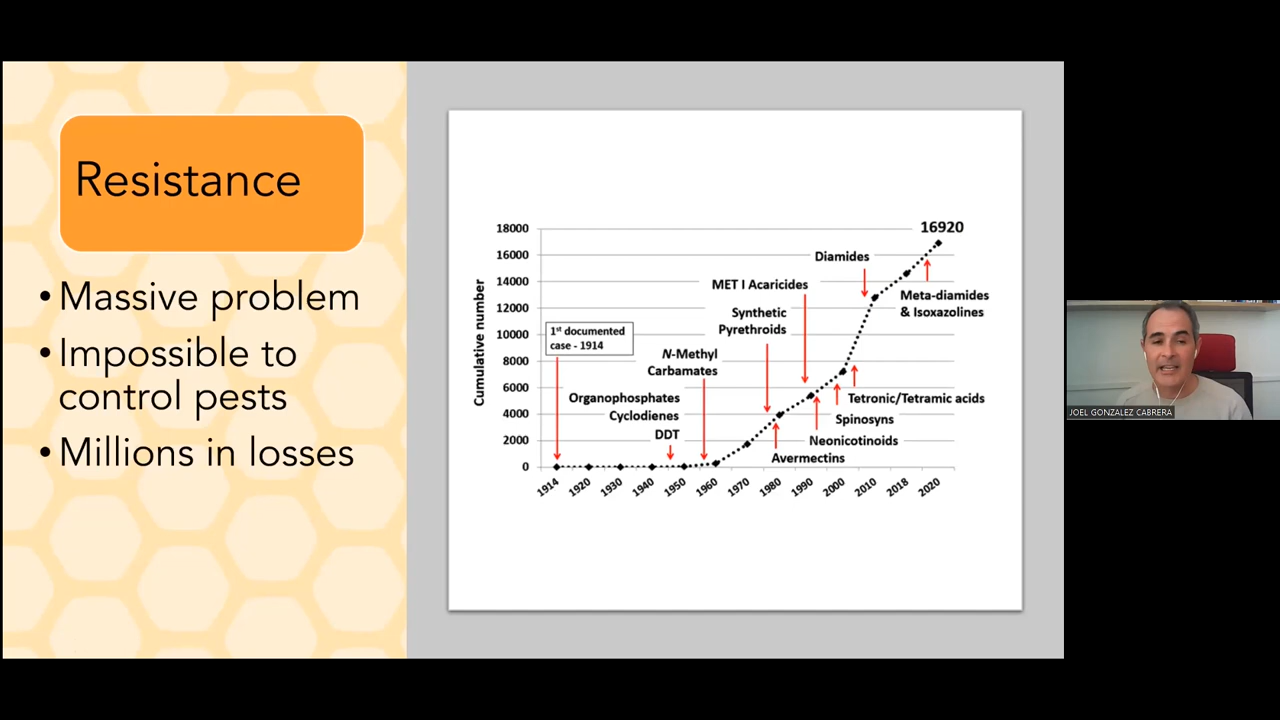 Resistance
• Massive problem
• Impossible to
control pests
• Millions in losses
Cumulative number
18000
16000
14000
12000
10000
8000
6000
4000
2000
0
1914
1920
1930
1940
1950
1960
1970
1980
1990
2000
2010
2018
2020
1st documented
case - 1914
Organophosphates
Cyclodienes
DDT
N-Methyl
Carbamates
Synthetic
Pyrethroids
MET I Acaricides
Diamides
16920
Meta-diamides
& Isoxazolines
Tetronic/Tetramic acids
Spinosyns
Neonicotinoids
Avermectins
JOEL GONZALEZ CABRERA